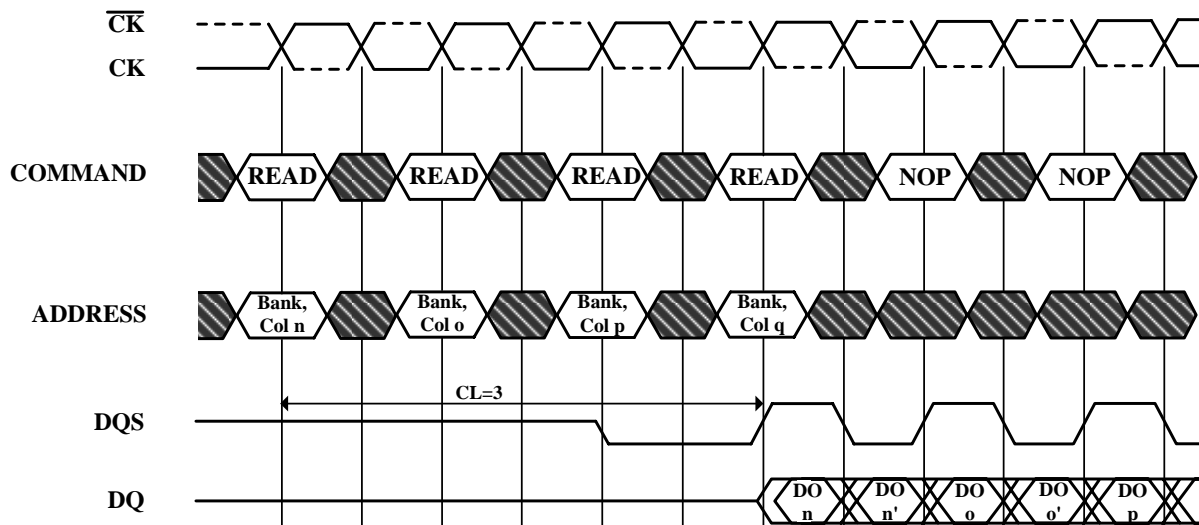 CK
CK
COMMAND
READ READ READ READ NOP NOP
ADDRESS
Bank, Bank, Bank, Bank,
Col n Col o Col p Col q
CL=3
DQS
DQ
DO DO DO DO DO
n n' o o' p